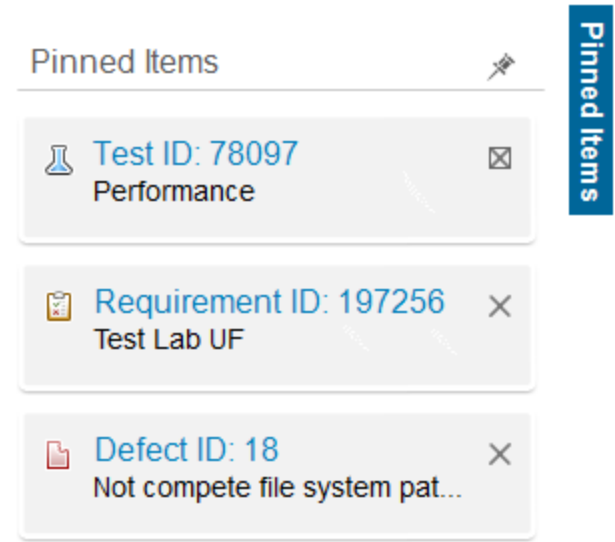 Pinned Items
Pinned Items
Test ID: 78097
Performance
Requirement ID: 197256
Test Lab UF
Defect ID: 18
Not compete file system pat...